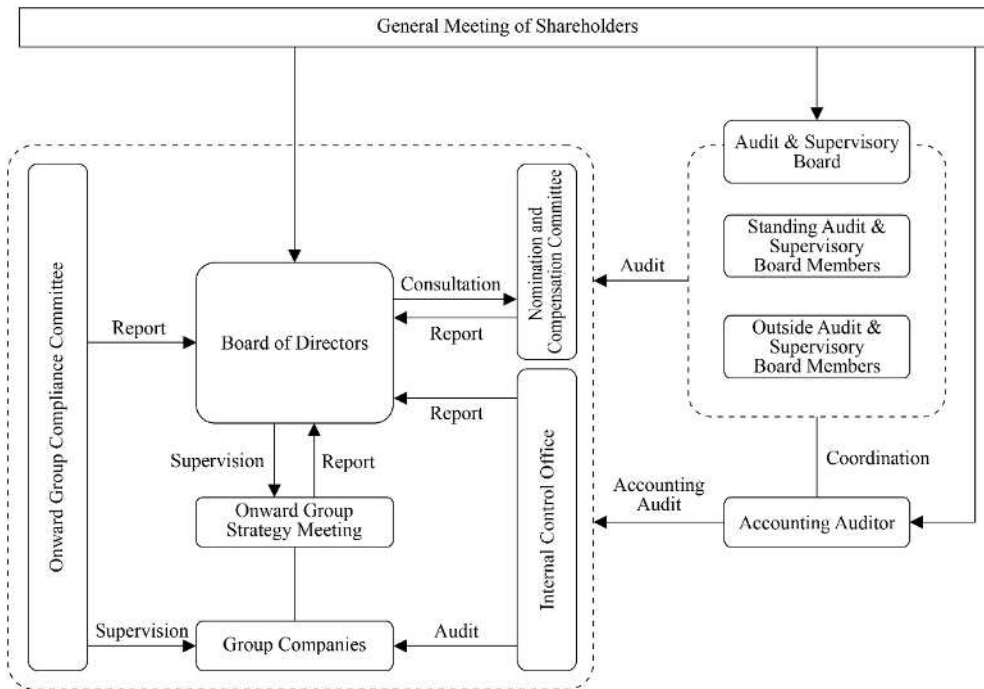 General Meeting of Shareholders
Audit & Supervisory
Board
Standing Audit &
Supervisory
Board Members
Outside Audit &
Supervisory
Board Members
Audit
Nomination and
Compensation Committee
Consultation
Report
Board of Directors
Report
Onward Group Compliance Committee
Report
Supervision
Report
Coordination
Onward Group
Strategy Meeting
Internal Control Office
Accounting
Audit
Accounting Auditor
Supervision
Group Companies
Audit